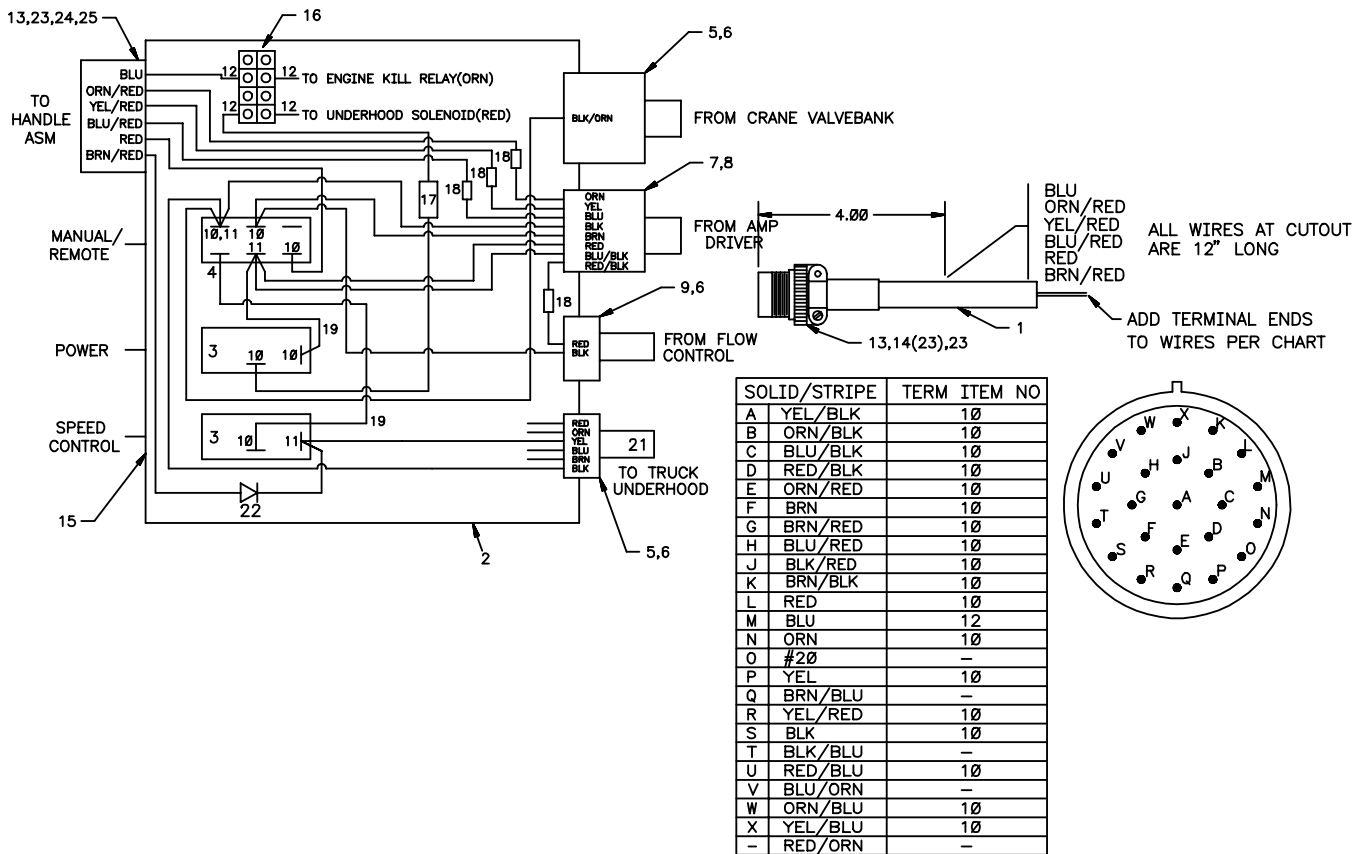 13,23,24,25
16
5,6
BLU
ORN/RED
YEL/RED
BLU/RED
RED
BRN/RED
TO
HANDLE
ASM
12
12
TO ENGINE KILL RELAY(ORN)
12
12
TO UNDERHOOD SOLENOID(RED)
BLK/ORN
FROM CRANE VALVEBANK
18
18
18
17
7,8
ORN
YEL
BLU
BLK
BRN
RED
BLU/BLK
RED/BLK
FROM AMP
DRIVER
MANUAL/
REMOTE
10,11
10
11
10
4
18
9,6
19
POWER
3
10
10
RED
BLK
FROM FLOW
CONTROL
SPEED
CONTROL
3
10
11
19
RED
ORN
YEL
BLU
BRN
BLK
21
TO TRUCK
UNDERHOOD
22
15
2
5,6
4.00
BLU
ORN/RED
YEL/RED
BLU/RED
RED
BRN/RED
ALL WIRES AT CUTOUT
ARE 12" LONG
1
13,14(23),23
ADD TERMINAL ENDS
TO WIRES PER CHART
SOLID/STRIPE TERM ITEM NO
A YEL/BLK 10
B ORN/BLK 10
C BLU/BLK 10
D RED/BLK 10
E ORN/RED 10
F BRN 10
G BRN/RED 10
H BLU/RED 10
J BLK/RED 10
K BRN/BLK 10
L RED 10
M BLU 12
N ORN 10
O #20 -
P YEL 10
Q BRN/BLU -
R YEL/RED 10
S BLK 10
T BLK/BLU -
U RED/BLU 10
V BLU/ORN -
W ORN/BLU 10
X YEL/BLU 10
- RED/ORN -
W
X
K
V
J
L
H
B
U
M
G
A
C
T
N
F
D
S
E
O
R
Q
P